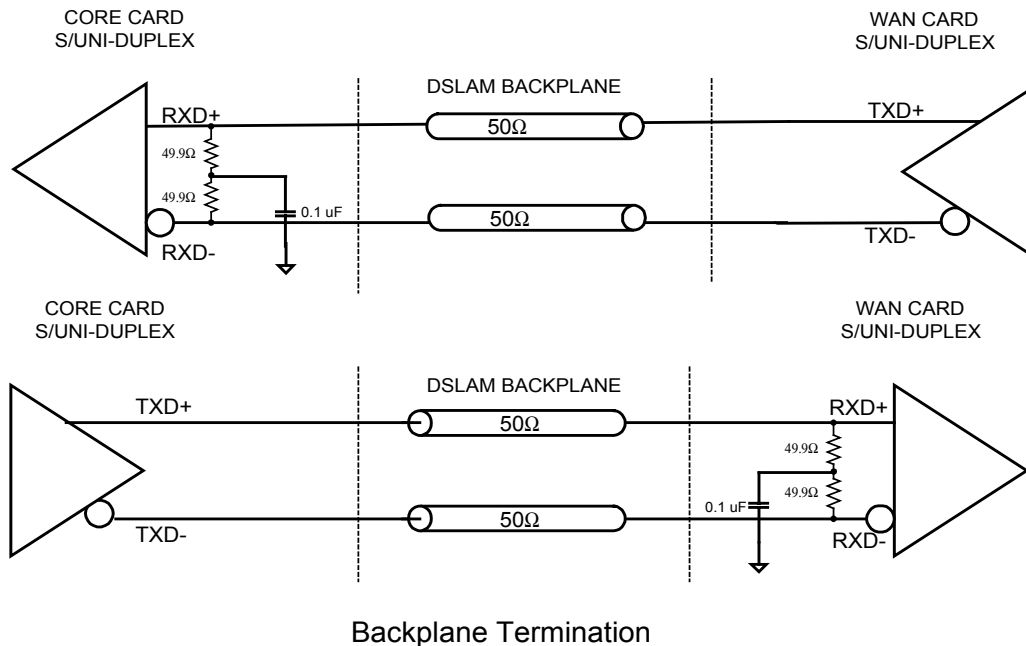 CORE CARD
S/UNI-DUPLEX
WAN CARD
S/UNI-DUPLEX
DSLAM BACKPLANE
RXD+
50Ω
TXD+
49.9Ω
49.9Ω
0.1 uF
50Ω
RXD-
TXD-
CORE CARD
S/UNI-DUPLEX
WAN CARD
S/UNI-DUPLEX
DSLAM BACKPLANE
TXD+
50Ω
RXD+
49.9Ω
49.9Ω
0.1 uF
50Ω
TXD-
RXD-
Backplane Termination